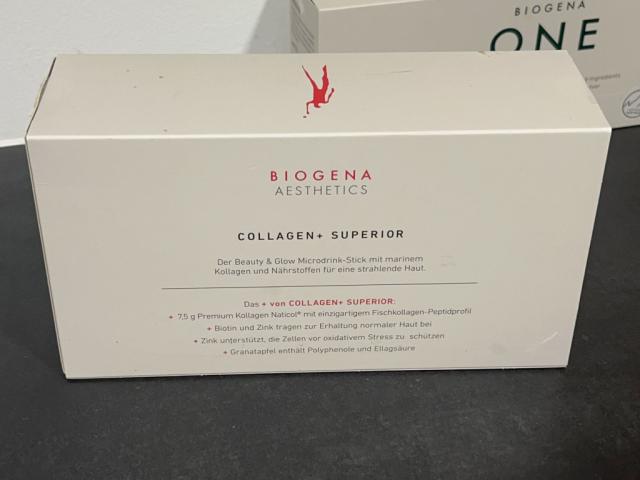 BIOGENA
ONE
BIOGENA
AESTHETICS
COLLAGEN+ SUPERIOR
Der Beauty & Glow Microdrink-Stick mit marinem
Kollagen und Nährstoffen für eine strahlende Haut.
Das + von COLLAGEN+ SUPERIOR:
+ 7,5 g Premium Kollagen Naticol® mit einzigartigem Fischkollagen-Peptidprofil
+ Biotin und Zink tragen zur Erhaltung normaler Haut bei
+ Zink unterstützt, die Zellen vor oxidativem Stress zu schützen
+ Granatapfel enthält Polyphenole und Ellagsäure